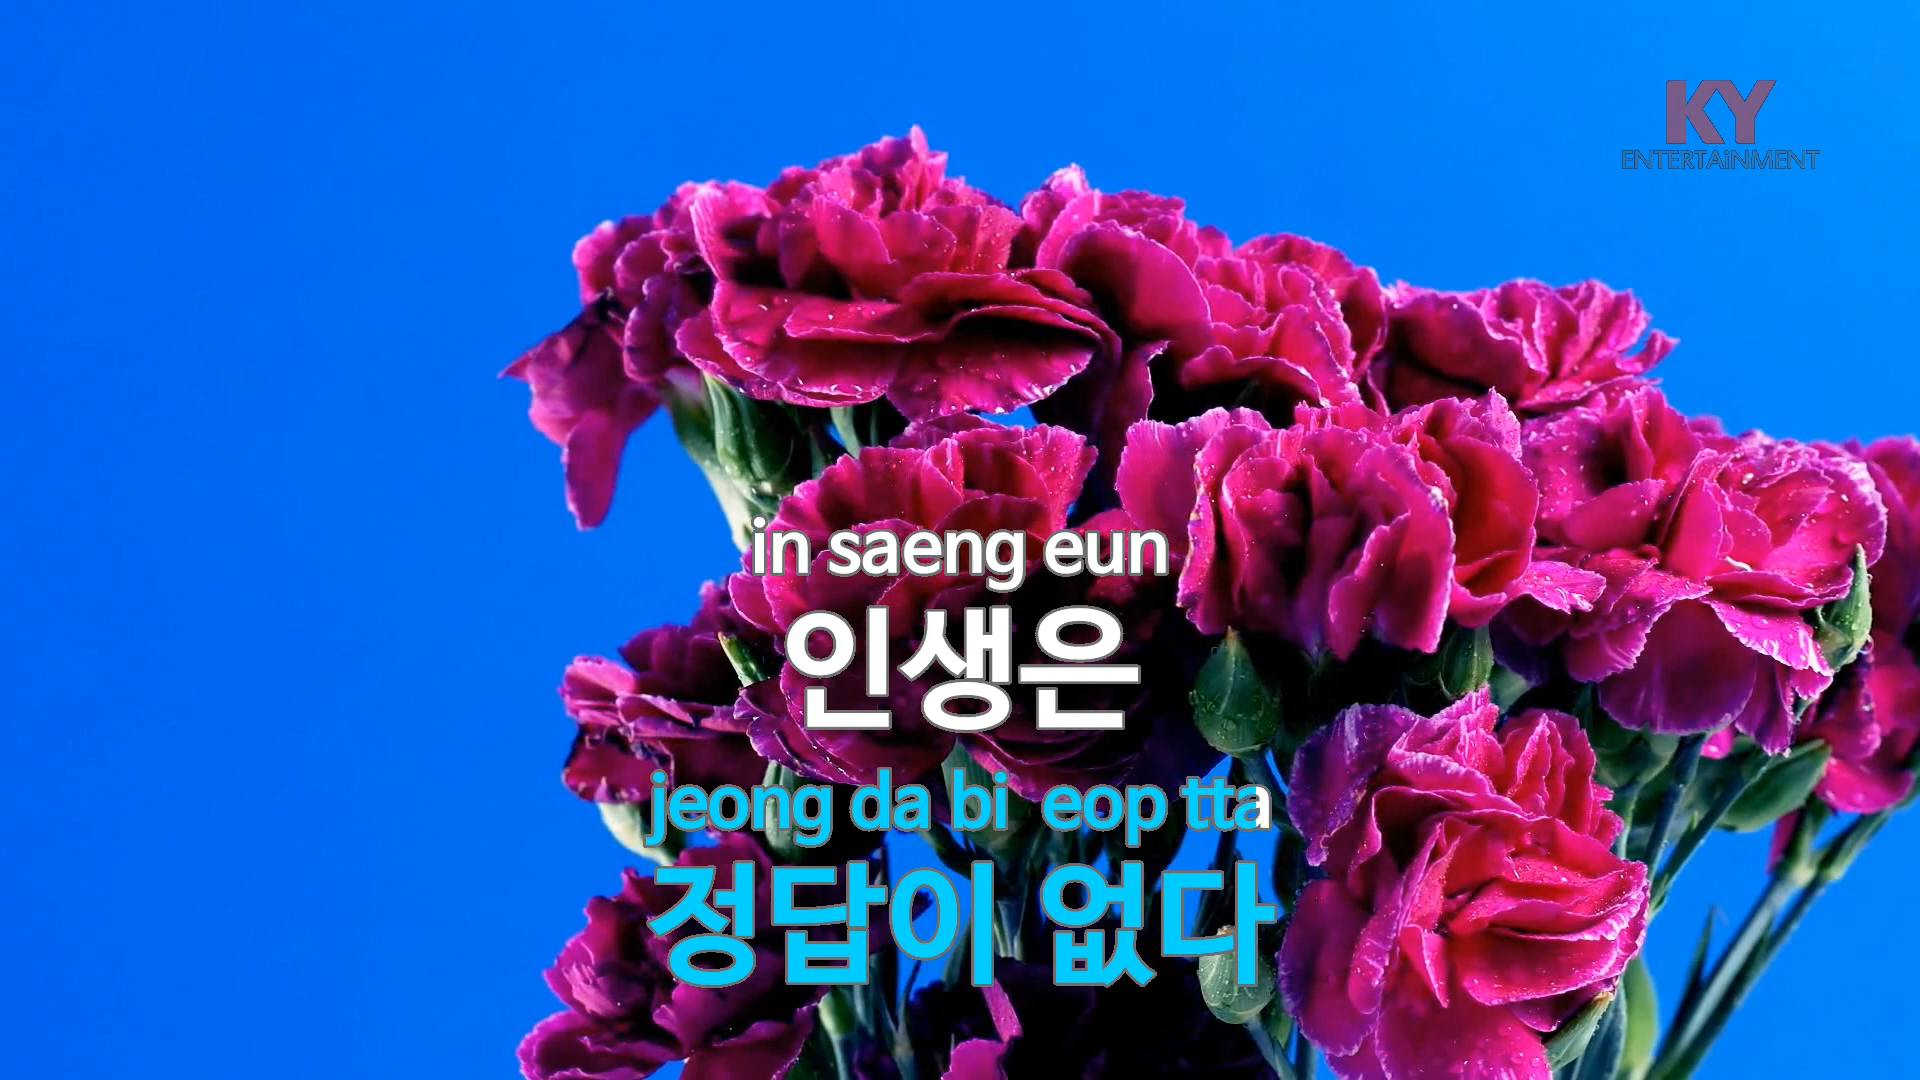 KY
ENTERTAiNMENT
in saeng eun
인생은
jeong da bi eop tta
정답이 없다